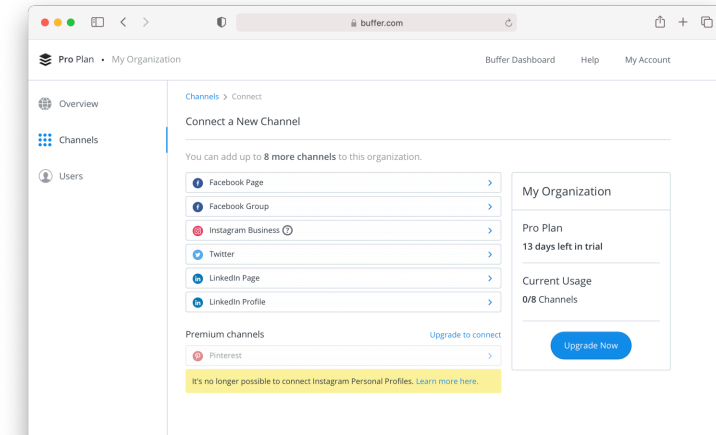 buffer.com
Pro Plan • My Organization
Buffer Dashboard Help My Account
Overview
Channels
Users
Channels > Connect
Connect a New Channel
You can add up to 8 more channels to this organization.
Facebook Page
Facebook Group
Instagram Business ?
Twitter
LinkedIn Page
LinkedIn Profile
Premium channels Upgrade to connect
Pinterest
It's no longer possible to connect Instagram Personal Profiles. Learn more here.
My Organization
Pro Plan
13 days left in trial
Current Usage
0/8 Channels
Upgrade Now